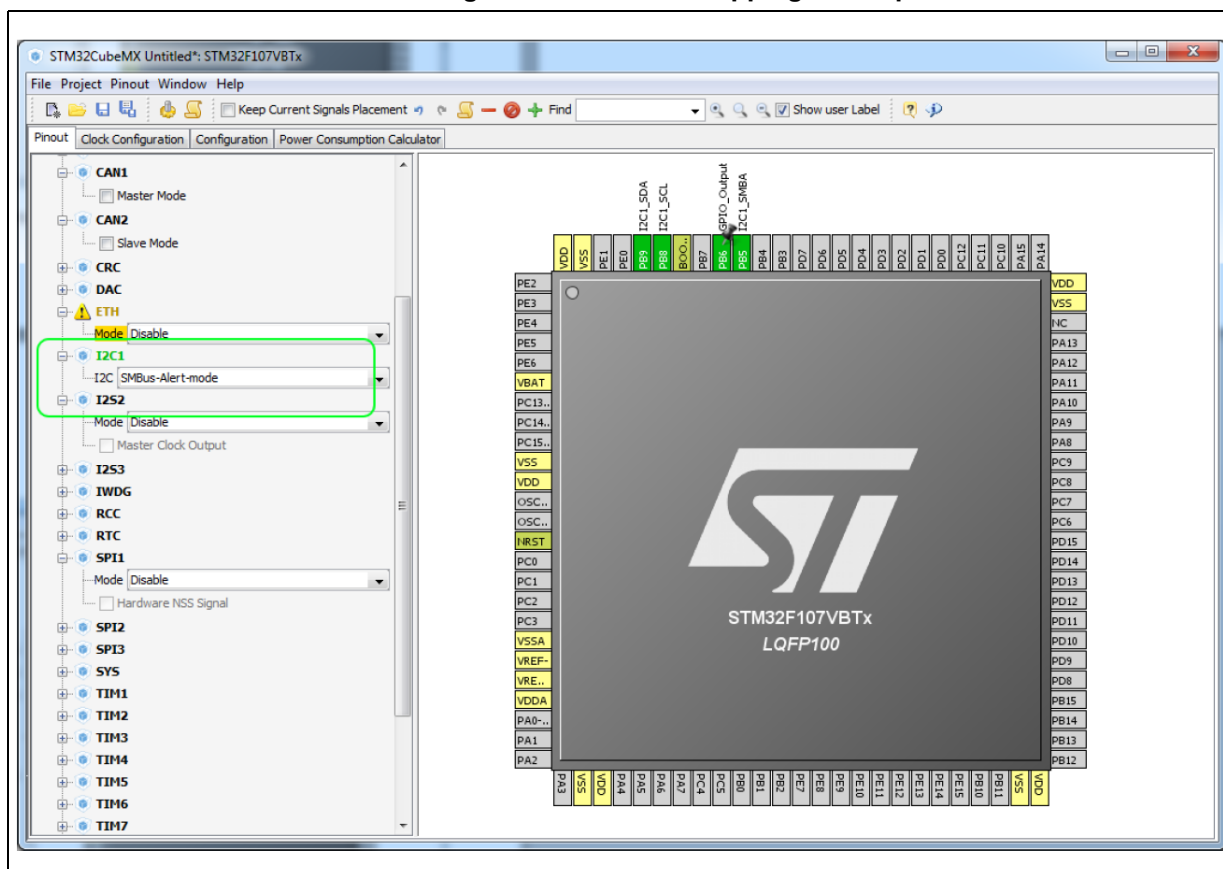 STM32CubeMX Untitled*: STM32F107VBTx
File Project Pinout Window Help
Keep Current Signals Placement Find Show user Label
Pinout Clock Configuration Configuration Power Consumption Calculator
CAN1
Master Mode
CAN2
Slave Mode
CRC
DAC
ETH
Mode Disable
I2C1
I2C SMBus-Alert-mode
I2S2
Mode Disable
Master Clock Output
I2S3
IWDG
RCC
RTC
SPI1
Mode Disable
Hardware NSS Signal
SPI2
SPI3
SYS
TIM1
TIM2
TIM3
TIM4
TIM5
TIM6
TIM7
I2C1_SDA
I2C1_SCL
GPIO_Output
I2C1_SMBA
VDD
VSS
PE1
PE0
PB9
PB8
BOO..
PB7
PB6
PB5
PB4
PB3
PD7
PD6
PD5
PD4
PD3
PD2
PD1
PD0
PC12
PC11
PC10
PA15
PA14
PE2
PE3
PE4
PE5
PE6
VBAT
PC13..
PC14..
PC15..
VSS
VDD
OSC..
OSC..
NRST
PC0
PC1
PC2
PC3
VSSA
VREF-
VRE..
VDDA
PA0-..
PA1
PA2
ST
STM32F107VBTx
LQFP100
VDD
VSS
NC
PA13
PA12
PA11
PA10
PA9
PA8
PC9
PC8
PC7
PC6
PD15
PD14
PD13
PD12
PD11
PD10
PD9
PD8
PB15
PB14
PB13
PB12
PA3
VSS
VDD
PA4
PA5
PA6
PA7
PC4
PC5
PB0
PB1
PB2
PE7
PE8
PE9
PE10
PE11
PE12
PE13
PE14
PE15
PB10
PB11
VSS
VDD